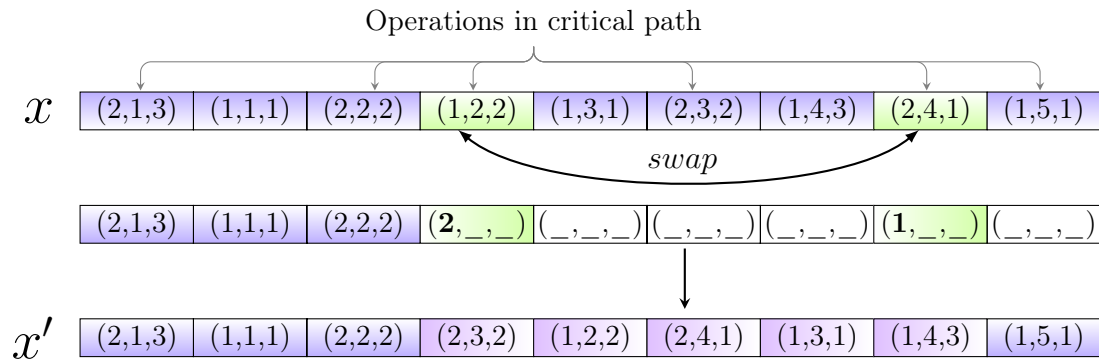 Operations in critical path
x (2,1,3) (1,1,1) (2,2,2) (1,2,2) (1,3,1) (2,3,2) (1,4,3) (2,4,1) (1,5,1)
swap
(2,1,3) (1,1,1) (2,2,2) (2,_,_) (_,_,_) (_,_,_) (_,_,_) (1,_,_) (_,_,_)
x′ (2,1,3) (1,1,1) (2,2,2) (2,3,2) (1,2,2) (2,4,1) (1,3,1) (1,4,3) (1,5,1)